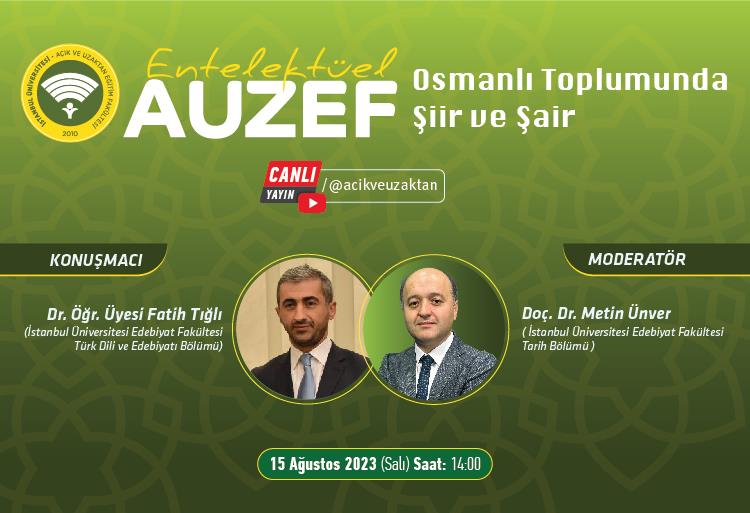 İSTANBUL ÜNİVERSİTESİ - AÇIK VE UZAKTAN EĞİTİM FAKÜLTESİ
2010
Entelektüel
AUZEF
Osmanlı Toplumunda
Şiir ve Şair
CANLI
YAYIN
/@acikveuzaktan
KONUŞMACI
Dr. Öğr. Üyesi Fatih Tığlı
(İstanbul Üniversitesi Edebiyat Fakültesi
Türk Dili ve Edebiyatı Bölümü)
MODERATÖR
Doç. Dr. Metin Ünver
( İstanbul Üniversitesi Edebiyat Fakültesi
Tarih Bölümü )
15 Ağustos 2023 (Salı) Saat: 14:00